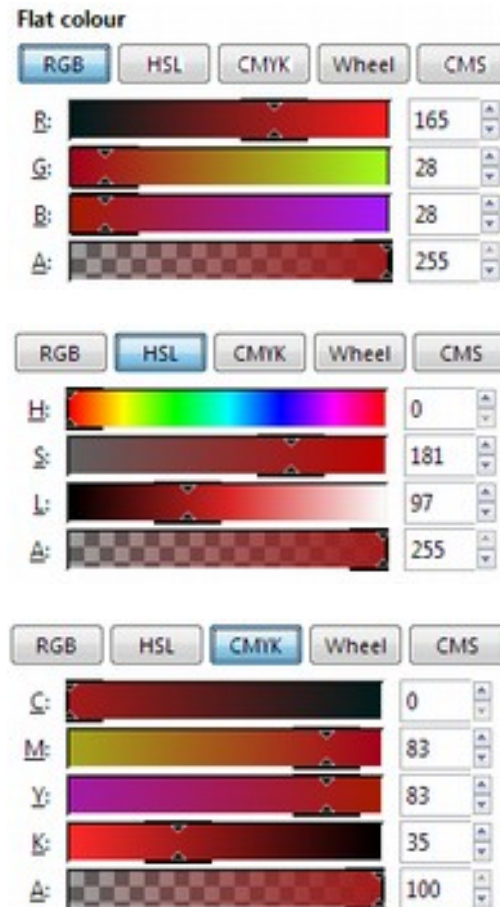 Flat colour
RGB HSL CMYK Wheel CMS
R: 165
G: 28
B: 28
A: 255
RGB HSL CMYK Wheel CMS
H: 0
S: 181
L: 97
A: 255
RGB HSL CMYK Wheel CMS
C: 0
M: 83
Y: 83
K: 35
A: 100